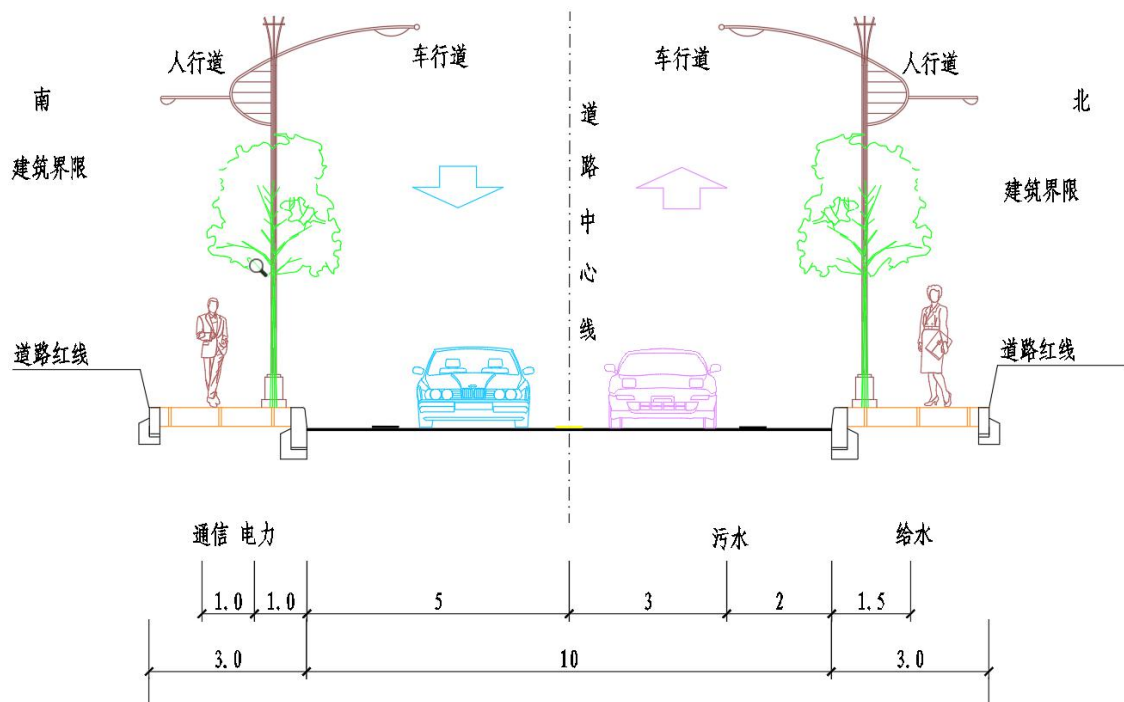 人行道
车行道
车行道
人行道
南
北
道路中心线
建筑界限
建筑界限
道路红线
道路红线
通信 电力
污水
给水
1.0
1.0
5
3
2
1.5
3.0
10
3.0